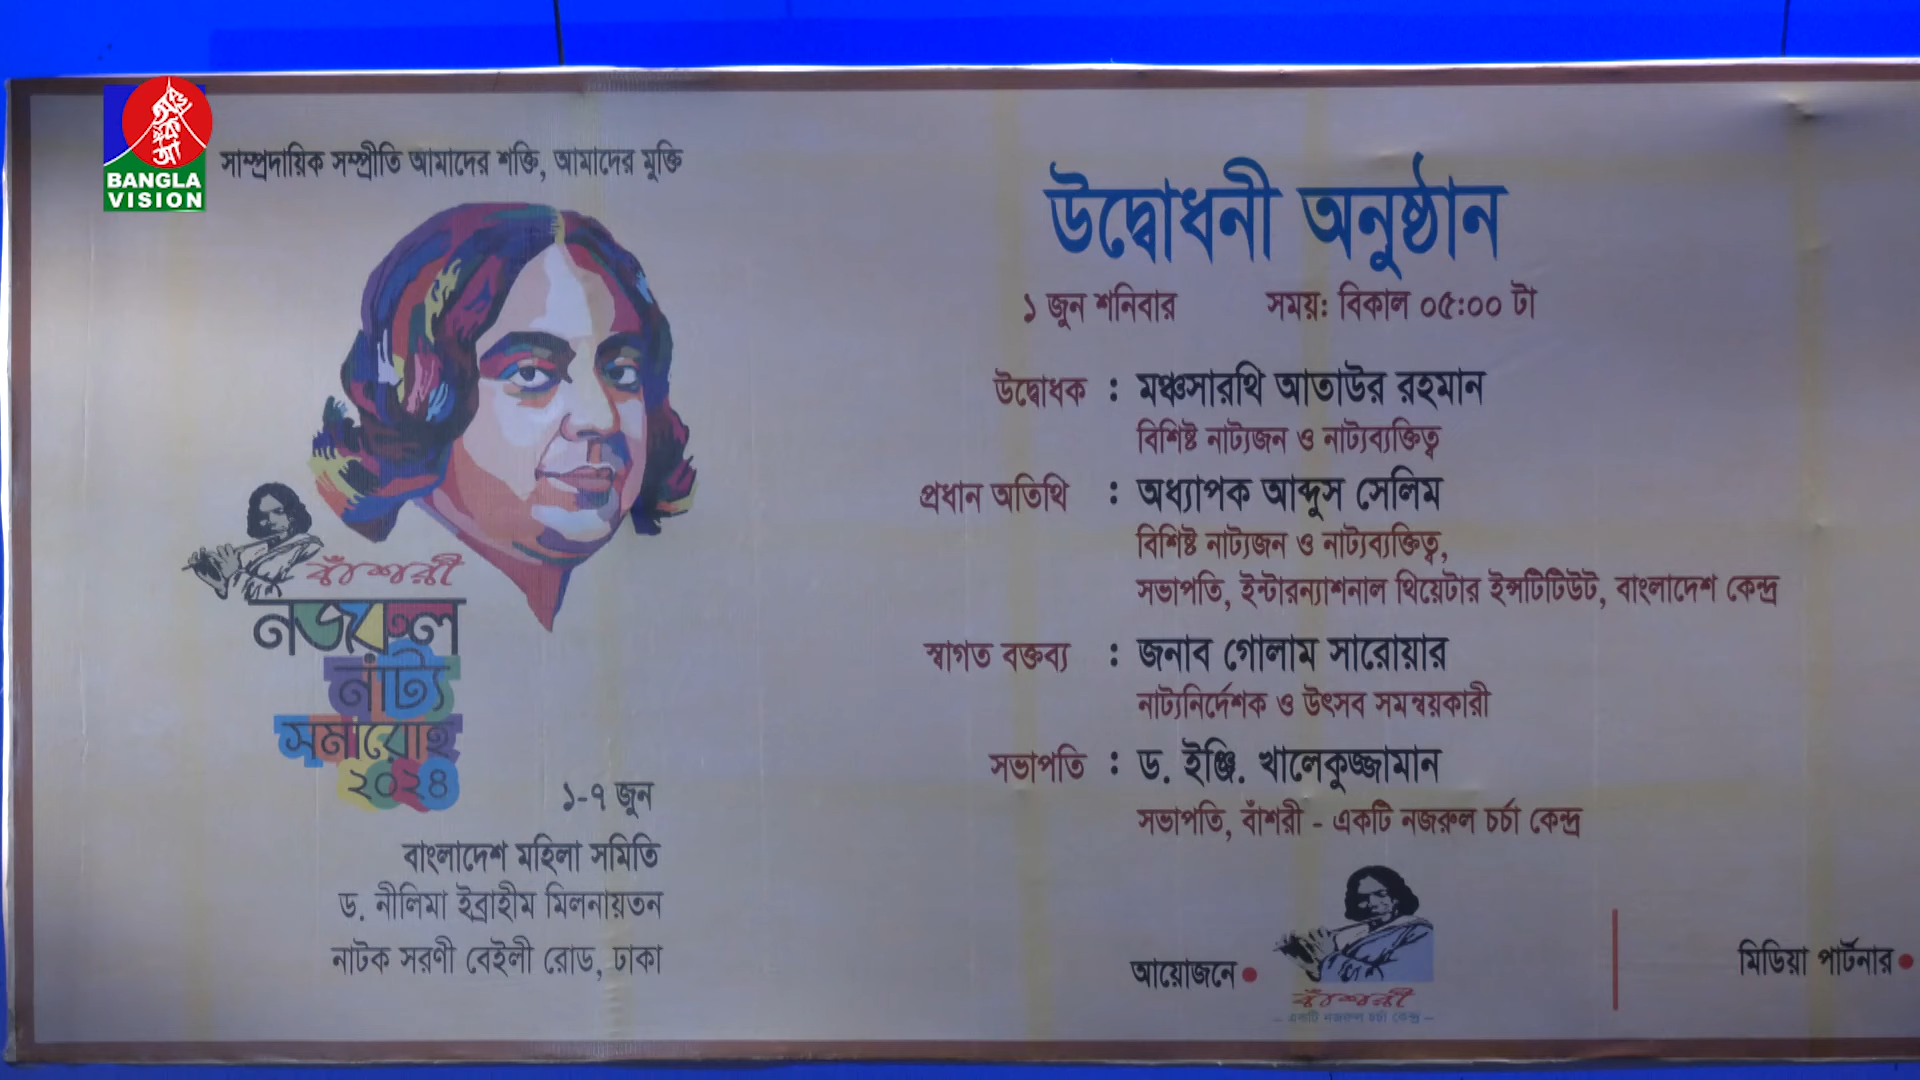 BANGLA
VISION
সাম্প্রদায়িক সম্প্রীতি আমাদের শক্তি, আমাদের মুক্তি
বাঁশরী
নজরুল
নাট্য
সমারোহ
২০২৪
১-৭ জুন
বাংলাদেশ মহিলা সমিতি
ড. নীলিমা ইব্রাহীম মিলনায়তন
নাটক সরণী বেইলী রোড, ঢাকা
উদ্বোধনী অনুষ্ঠান
১ জুন শনিবার সময়: বিকাল ০৫:০০ টা
উদ্বোধক : মঞ্চসারথি আতাউর রহমান
বিশিষ্ট নাট্যজন ও নাট্যব্যক্তিত্ব
প্রধান অতিথি : অধ্যাপক আব্দুস সেলিম
বিশিষ্ট নাট্যজন ও নাট্যব্যক্তিত্ব,
সভাপতি, ইন্টারন্যাশনাল থিয়েটার ইন্সটিটিউট, বাংলাদেশ কেন্দ্র
স্বাগত বক্তব্য : জনাব গোলাম সারোয়ার
নাট্যনির্দেশক ও উৎসব সমন্বয়কারী
সভাপতি : ড. ইঞ্জি. খালেকুজ্জামান
সভাপতি, বাঁশরী - একটি নজরুল চর্চা কেন্দ্র
আয়োজনে
বাঁশরী
একটি নজরুল চর্চা কেন্দ্র
মিডিয়া পার্টনার